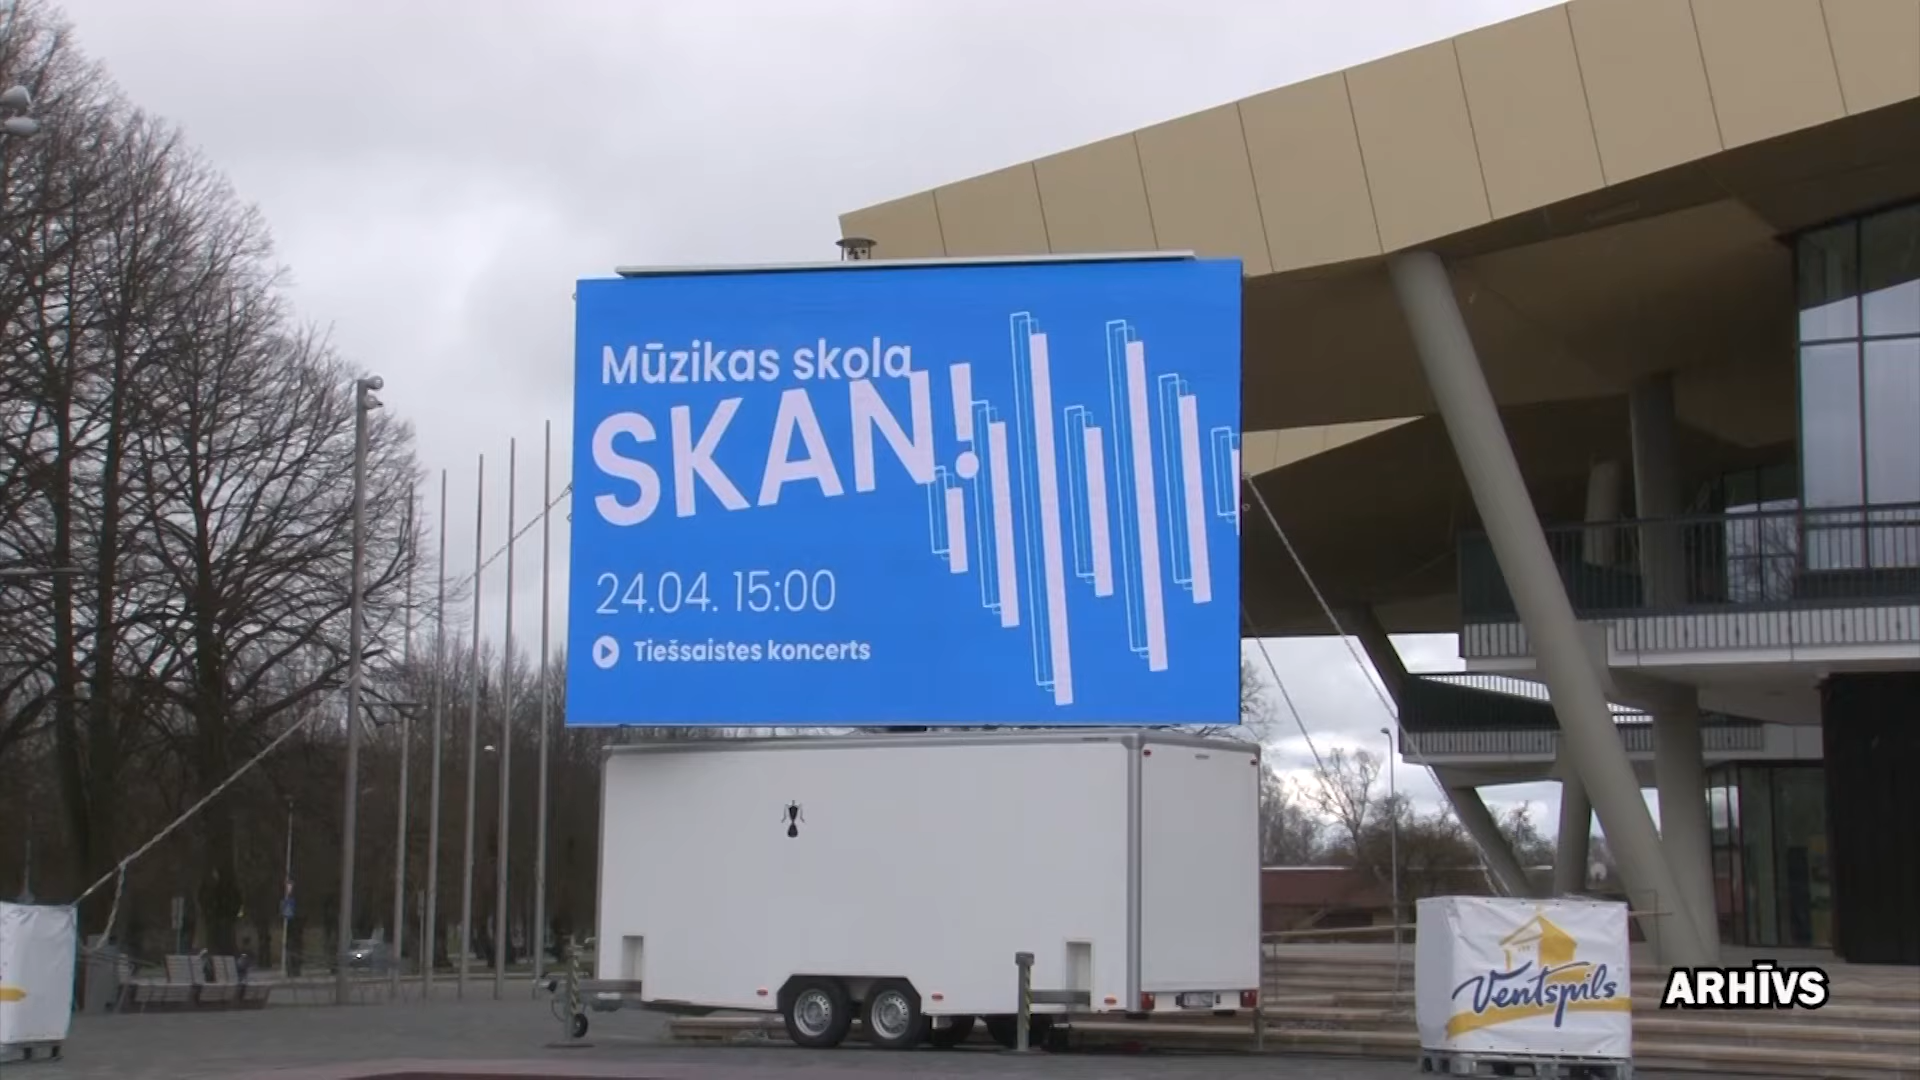 Mūzikas skola
SKAN!
24.04. 15:00
Tiešsaistes koncerts
Ventspils
ARHĪVS